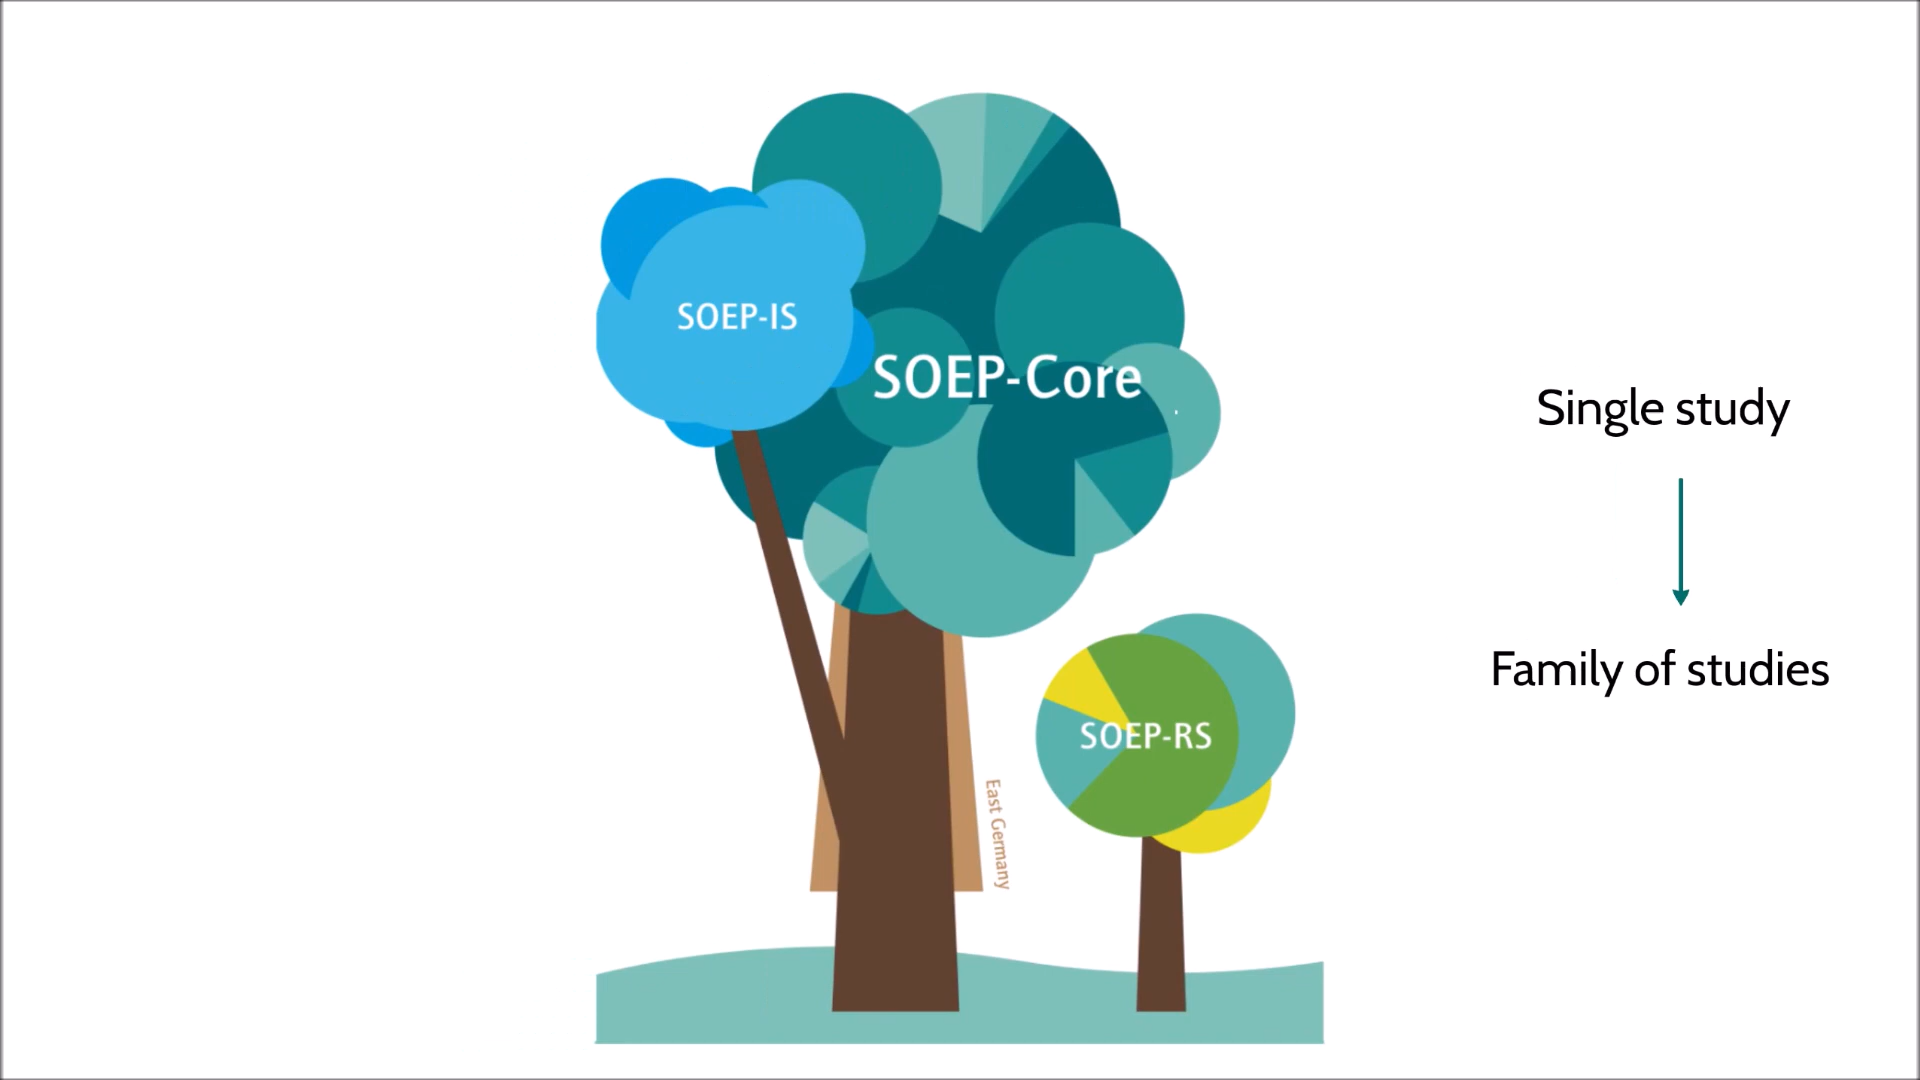 SOEP-IS
SOEP-Core
SOEP-RS
East Germany
Single study
Family of studies